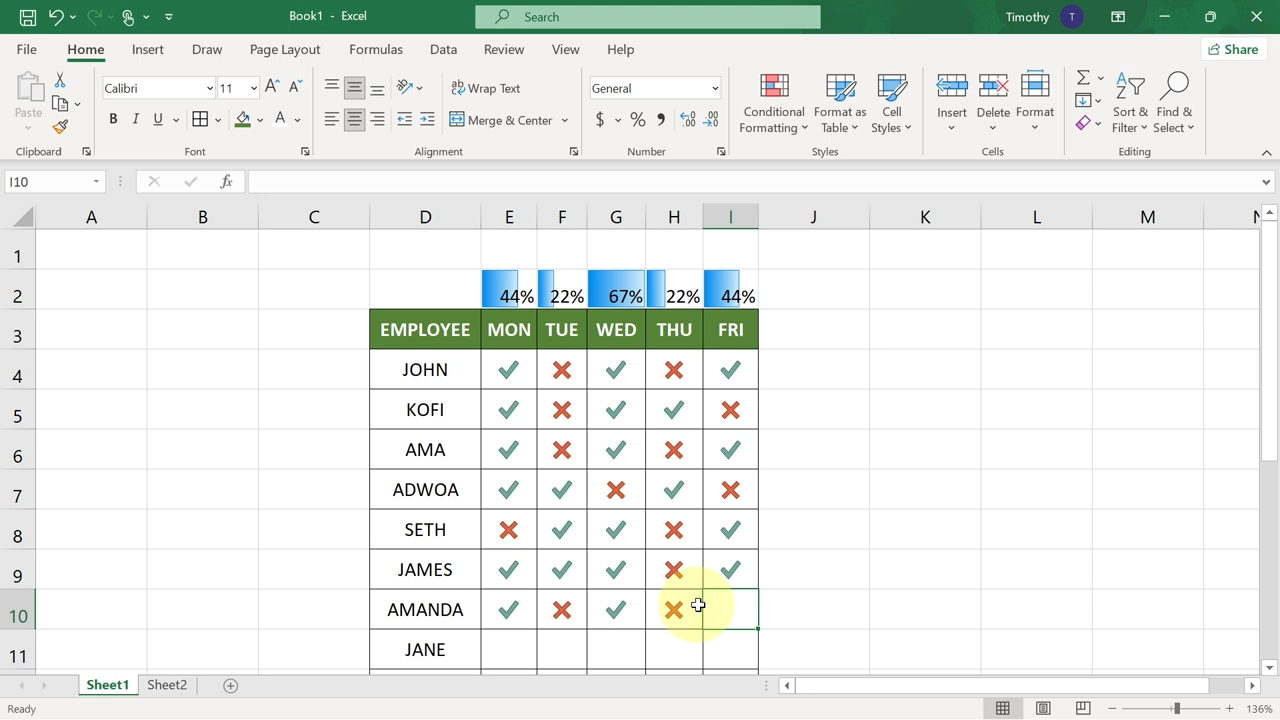 Book1 - Excel
Search
Timothy T
File Home Insert Draw Page Layout Formulas Data Review View Help Share
Paste
Calibri 11 A A
B I U A
Wrap Text
Merge & Center
General
$ % ,
Conditional Formatting
Format as Table
Cell Styles
Insert Delete Format
Sort & Filter
Find & Select
Clipboard Font Alignment Number Styles Cells Editing
I10 fx
A B C D E F G H I J K L M N
1
2 44% 22% 67% 22% 44%
3 EMPLOYEE MON TUE WED THU FRI
4 JOHN ✔ ✖ ✔ ✖ ✔
5 KOFI ✔ ✖ ✔ ✔ ✖
6 AMA ✔ ✖ ✔ ✖ ✔
7 ADWOA ✔ ✔ ✖ ✔ ✖
8 SETH ✖ ✔ ✔ ✖ ✔
9 JAMES ✔ ✔ ✔ ✖ ✔
10 AMANDA ✔ ✖ ✔ ✖
11 JANE
Sheet1 Sheet2
Ready 136%